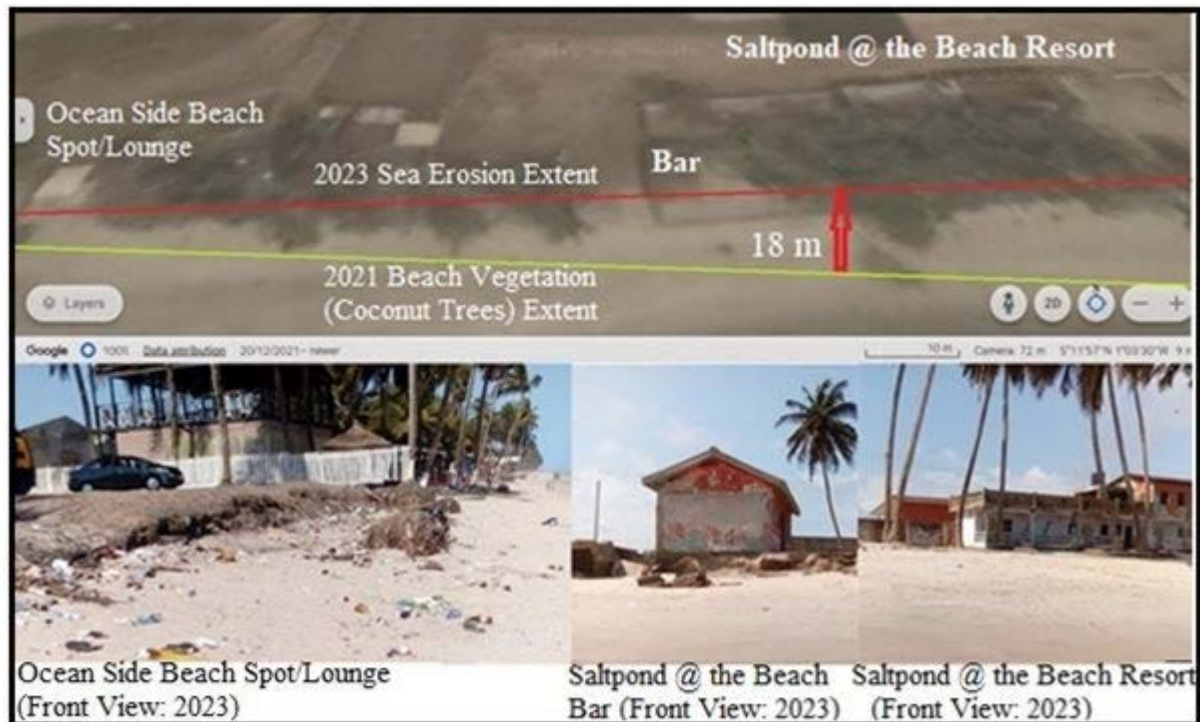 Saltpond @ the Beach Resort
Ocean Side Beach
Spot/Lounge
Bar
2023 Sea Erosion Extent
18 m
2021 Beach Vegetation
(Coconut Trees) Extent
Layers
2D
Google 100% Data attribution 20/12/2021–newer
10 m Camera: 72 m 5°11'57"N 1°03'30"W 9 m
Ocean Side Beach Spot/Lounge
(Front View: 2023)
Saltpond @ the Beach
Bar (Front View: 2023)
Saltpond @ the Beach Resort
(Front View: 2023)